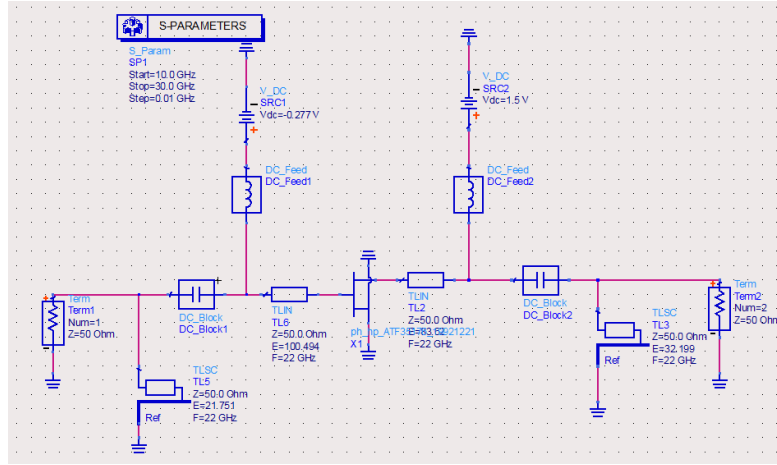 S-PARAMETERS
S_Param
SP1
Start=10.0 GHz
Stop=30.0 GHz
Step=0.01 GHz
V_DC
SRC1
Vdc=-0.277 V
V_DC
SRC2
Vdc=1.5 V
DC_Feed
DC_Feed1
DC_Feed
DC_Feed2
Term
Term1
Num=1
Z=50 Ohm
DC_Block
DC_Block1
TLIN
TL6
Z=50.0 Ohm
E=100.494
F=22 GHz
X1
TLIN
TL2
Z=50.0 Ohm
F=22 GHz
DC_Block
DC_Block2
TLSC
TL3
Z=50.0 Ohm
E=32.199
F=22 GHz
Ref
Term
Term2
Num=2
Z=50 Ohm
TLSC
TL5
Z=50.0 Ohm
E=21.751
F=22 GHz
Ref